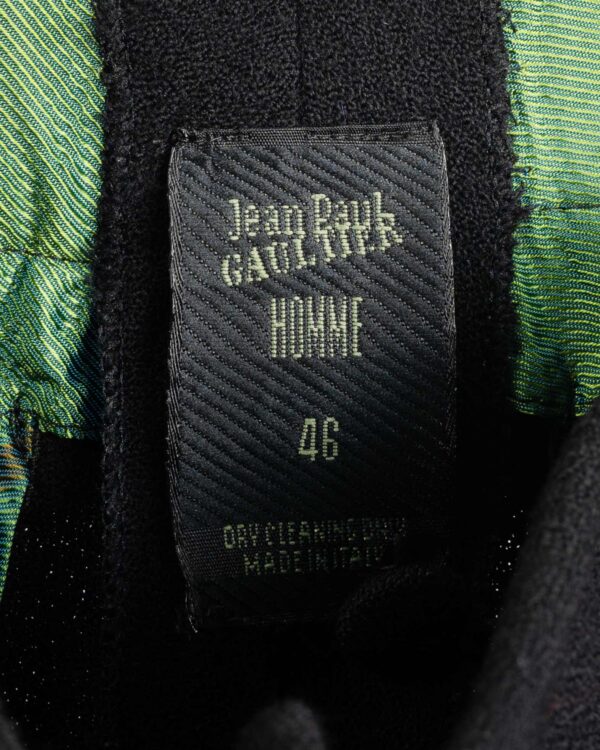 Jean Paul
GAULTIER
HOMME
46
DRY CLEANING ONLY
MADE IN ITALY